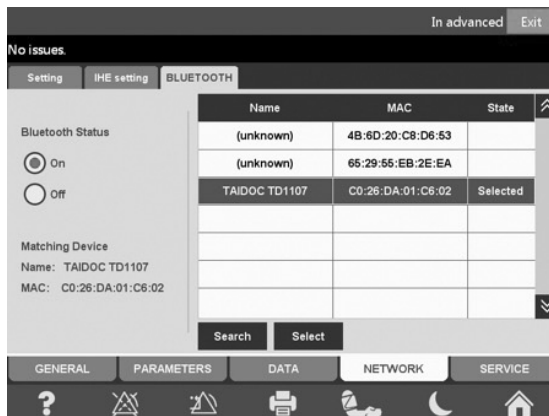 In advanced Exit
No issues.
Setting IHE setting BLUETOOTH
Name MAC State
Bluetooth Status
(unknown) 4B:6D:20:C8:D6:53
On
(unknown) 65:29:55:EB:2E:EA
Off
TAIDOC TD1107 C0:26:DA:01:C6:02 Selected
Matching Device
Name: TAIDOC TD1107
MAC: C0:26:DA:01:C6:02
Search Select
GENERAL PARAMETERS DATA NETWORK SERVICE